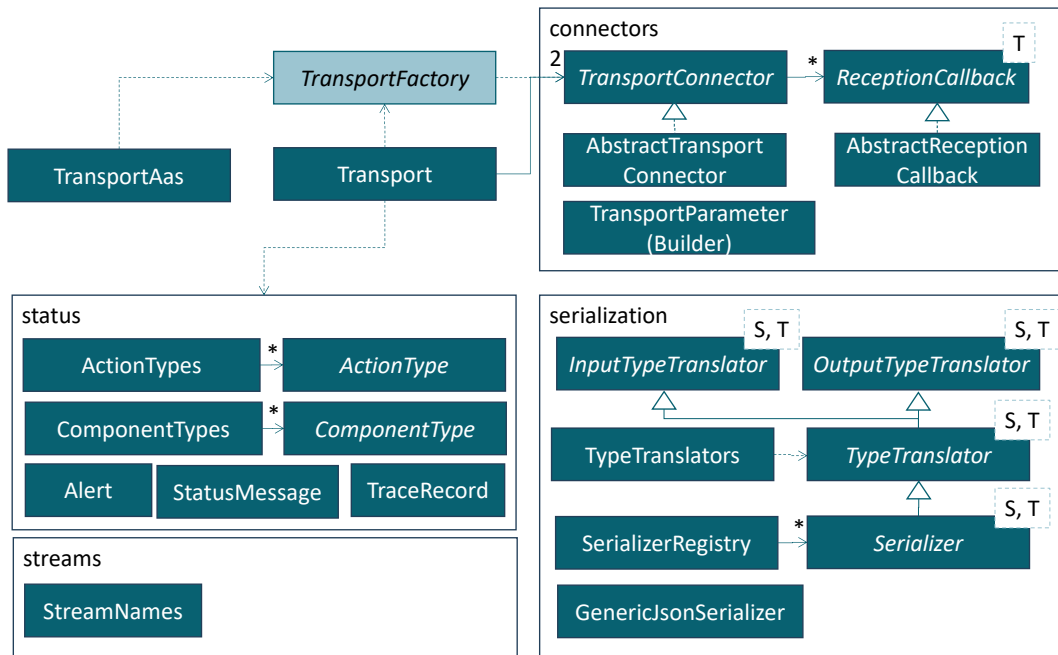 connectors
T
2
TransportFactory
TransportConnector
*
ReceptionCallback
TransportAas
Transport
AbstractTransport
Connector
AbstractReception
Callback
TransportParameter
(Builder)
status
ActionTypes
*
ActionType
ComponentTypes
*
ComponentType
Alert
StatusMessage
TraceRecord
streams
StreamNames
serialization
S, T
S, T
InputTypeTranslator
OutputTypeTranslator
S, T
TypeTranslators
TypeTranslator
S, T
SerializerRegistry
*
Serializer
GenericJsonSerializer